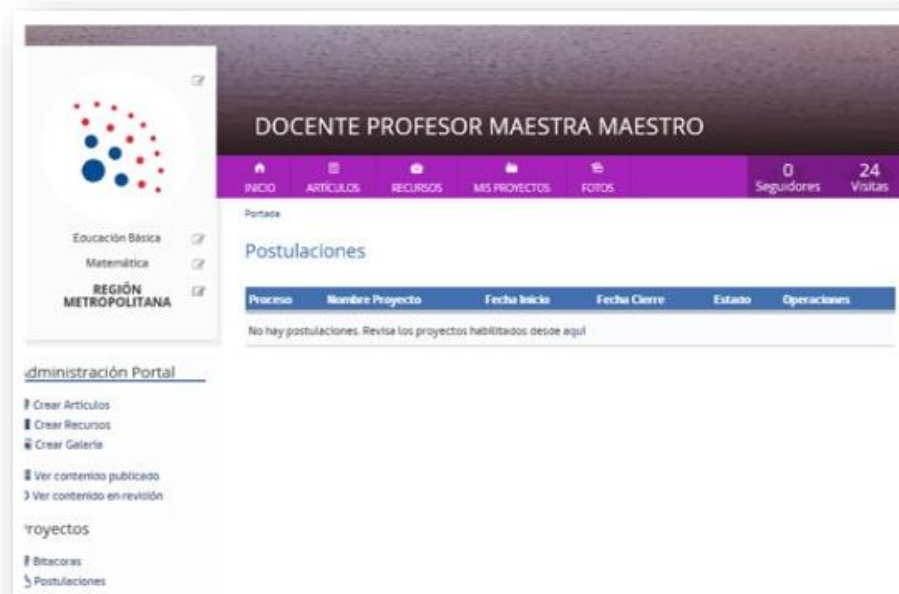 DOCENTE PROFESOR MAESTRA MAESTRO
INICIO ARTÍCULOS RECURSOS MIS PROYECTOS FOTOS 0 Seguidores 24 Visitas
Portada
Educación Básica
Matemática
REGIÓN
METROPOLITANA
Postulaciones
Proceso Nombre Proyecto Fecha Inicio Fecha Cierre Estado Operaciones
No hay postulaciones. Revisa los proyectos habilitados desde aquí
dministración Portal
Crear Artículos
Crear Recursos
Crear Galería
Ver contenido publicado
Ver contenido en revisión
royectos
Bitacoras
Postulaciones